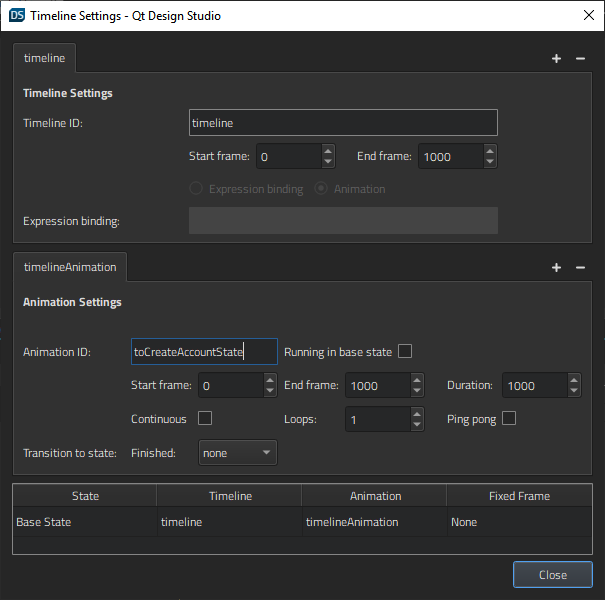 DS Timeline Settings - Qt Design Studio
timeline
Timeline Settings
Timeline ID: timeline
Start frame: 0 End frame: 1000
Expression binding Animation
Expression binding:
timelineAnimation
Animation Settings
Animation ID: toCreateAccountState Running in base state
Start frame: 0 End frame: 1000 Duration: 1000
Continuous Loops: 1 Ping pong
Transition to state: Finished: none
State Timeline Animation Fixed Frame
Base State timeline timelineAnimation None
Close